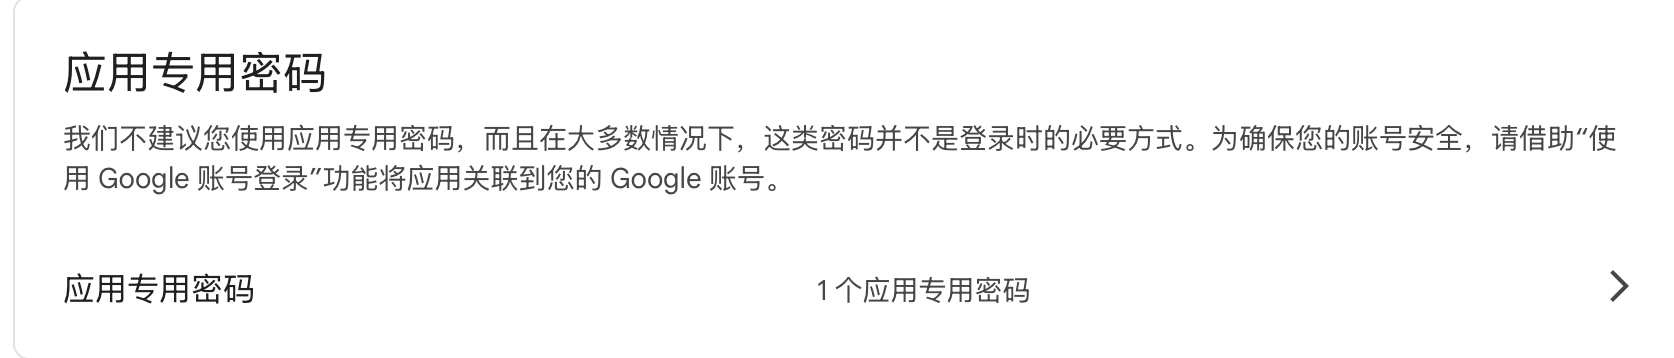 应用专用密码
我们不建议您使用应用专用密码，而且在大多数情况下，这类密码并不是登录时的必要方式。为确保您的账号安全，请借助“使
用 Google 账号登录”功能将应用关联到您的 Google 账号。
应用专用密码
1 个应用专用密码